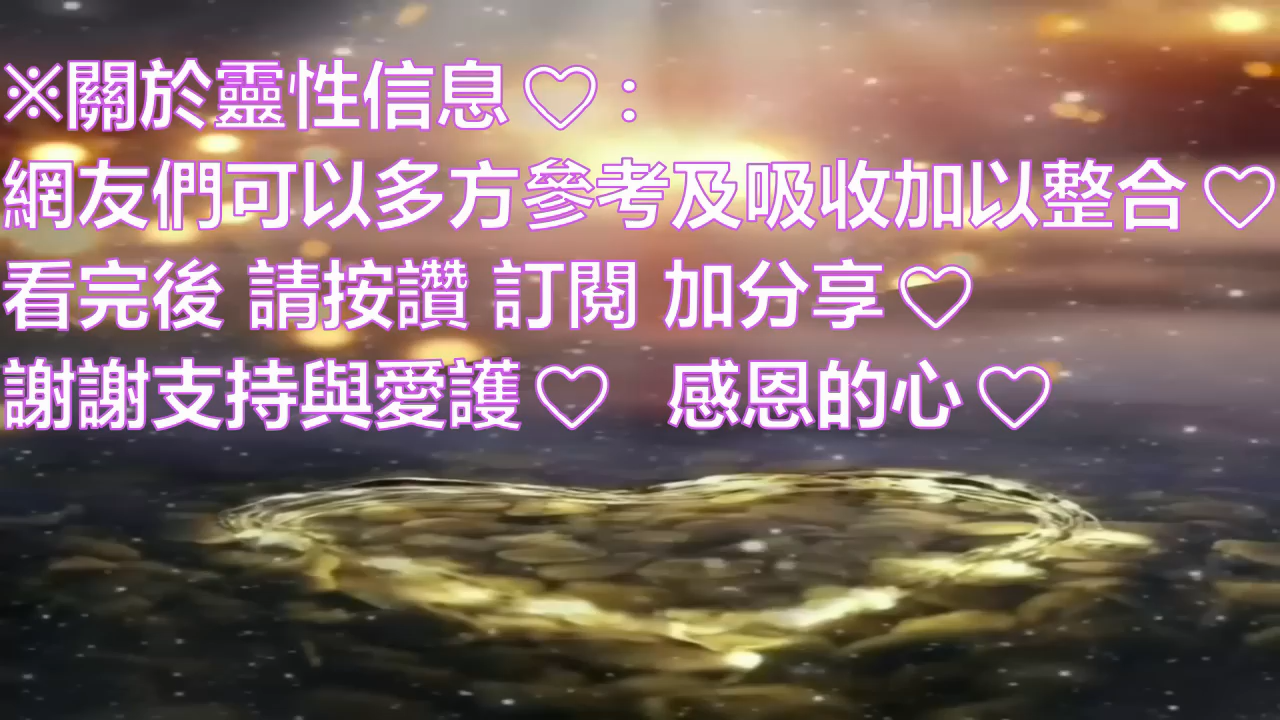 ※關於靈性信息♡：
網友們可以多方參考及吸收加以整合♡
看完後 請按讚 訂閱 加分享♡
謝謝支持與愛護♡ 感恩的心♡